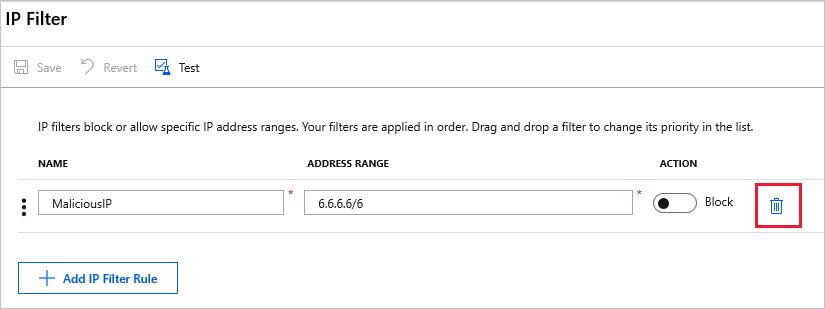 IP Filter
Save Revert Test
IP filters block or allow specific IP address ranges. Your filters are applied in order. Drag and drop a filter to change its priority in the list.
NAME ADDRESS RANGE ACTION
MaliciousIP * 6.6.6.6/6 * Block
Add IP Filter Rule